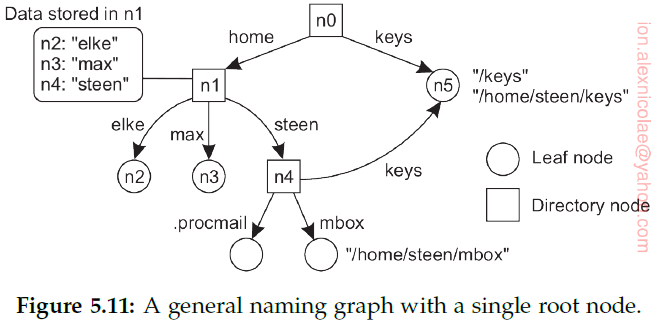 Data stored in n1
n2: "elke"
n3: "max"
n4: "steen"
n0
home
keys
n1
n5
"/keys"
"/home/steen/keys"
elke
max
steen
n2
n3
n4
keys
Leaf node
Directory node
.procmail
mbox
"/home/steen/mbox"
Figure 5.11: A general naming graph with a single root node.
ion.alexnicolae@yahoo.com